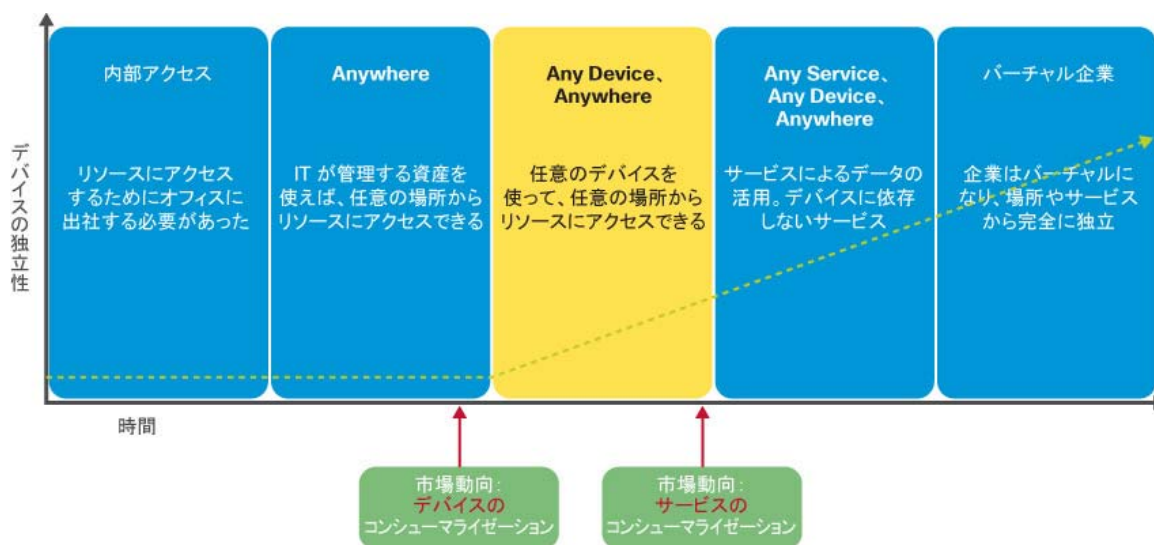 デバイスの独立性
内部アクセス
リソースにアクセス
するためにオフィスに
出社する必要があった
Anywhere
IT が管理する資産を
使えば、任意の場所から
リソースにアクセスできる
Any Device、
Anywhere
任意のデバイスを
使って、任意の場所から
リソースにアクセスできる
Any Service、
Any Device、
Anywhere
サービスによるデータの
活用。デバイスに依存
しないサービス
バーチャル企業
企業はバーチャルに
なり、場所やサービス
から完全に独立
時間
市場動向：
デバイスの
コンシューマライゼーション
市場動向：
サービスの
コンシューマライゼーション